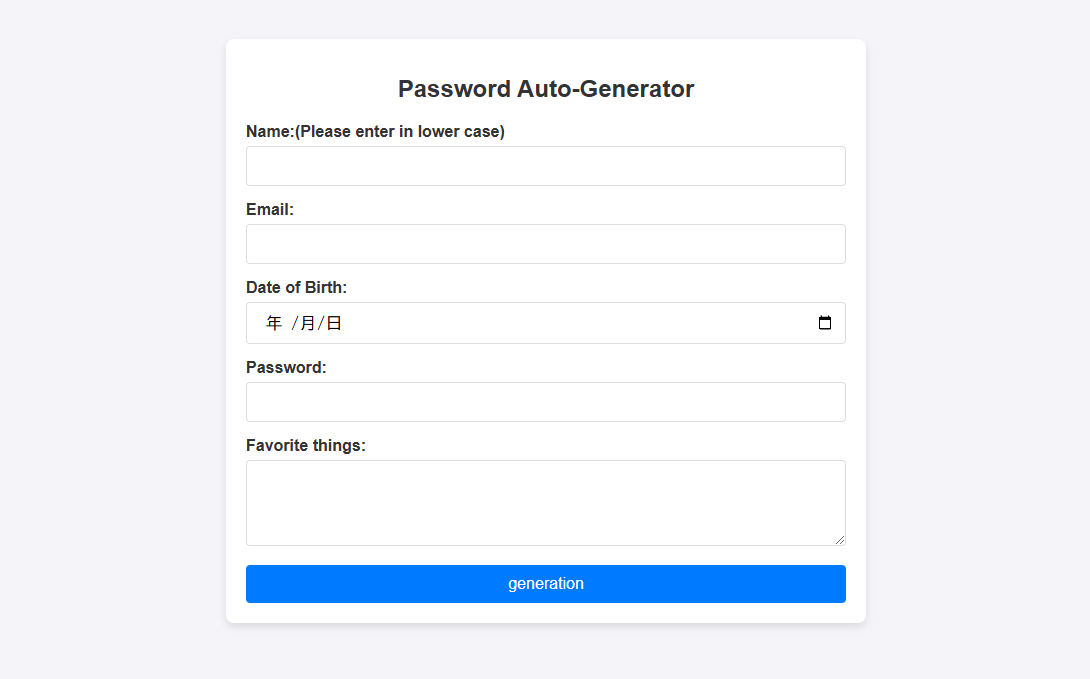 Password Auto-Generator
Name:(Please enter in lower case)
Email:
Date of Birth:
年 /月/日
Password:
Favorite things:
generation